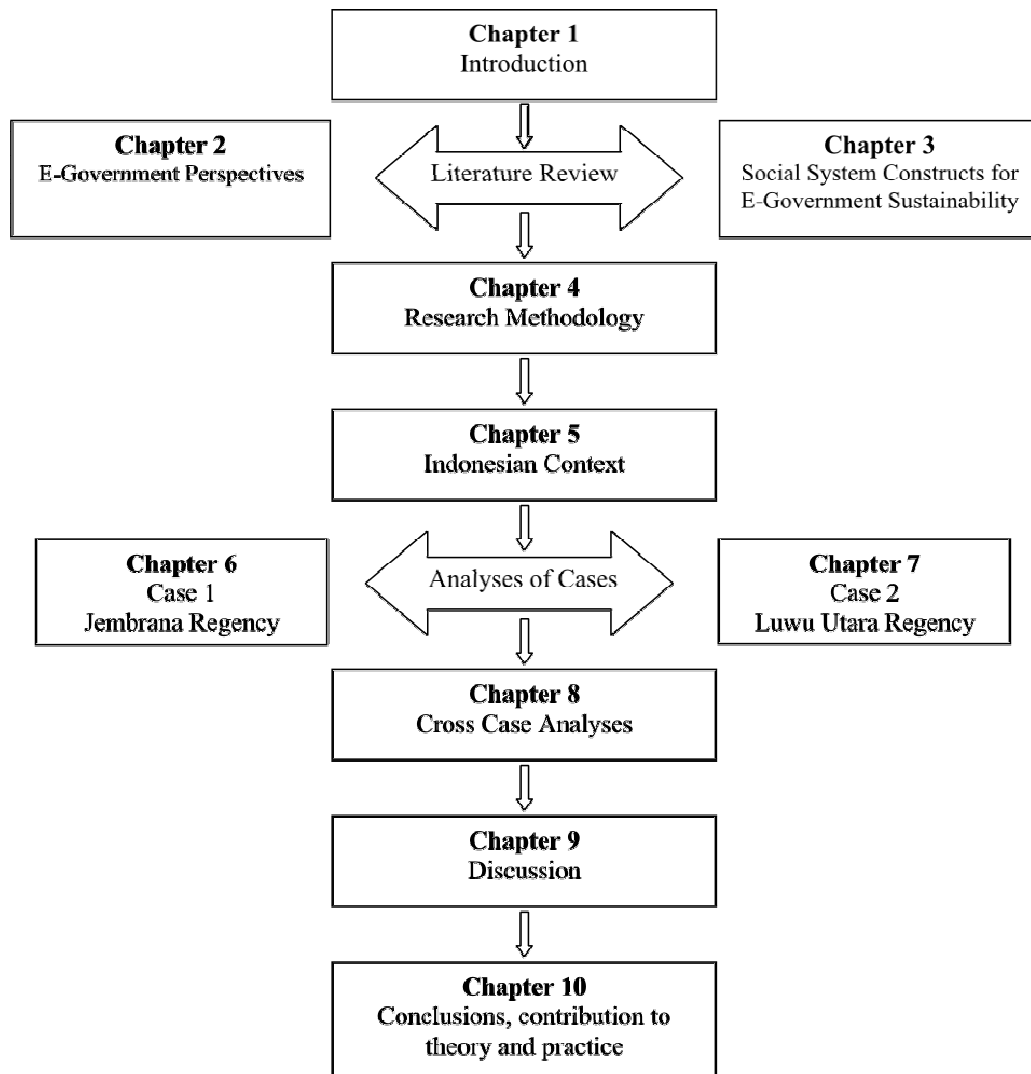 Chapter 1
Introduction
Chapter 2
E-Government Perspectives
Literature Review
Chapter 3
Social System Constructs for
E-Government Sustainability
Chapter 4
Research Methodology
Chapter 5
Indonesian Context
Chapter 6
Case 1
Jembrana Regency
Analyses of Cases
Chapter 7
Case 2
Luwu Utara Regency
Chapter 8
Cross Case Analyses
Chapter 9
Discussion
Chapter 10
Conclusions, contribution to
theory and practice